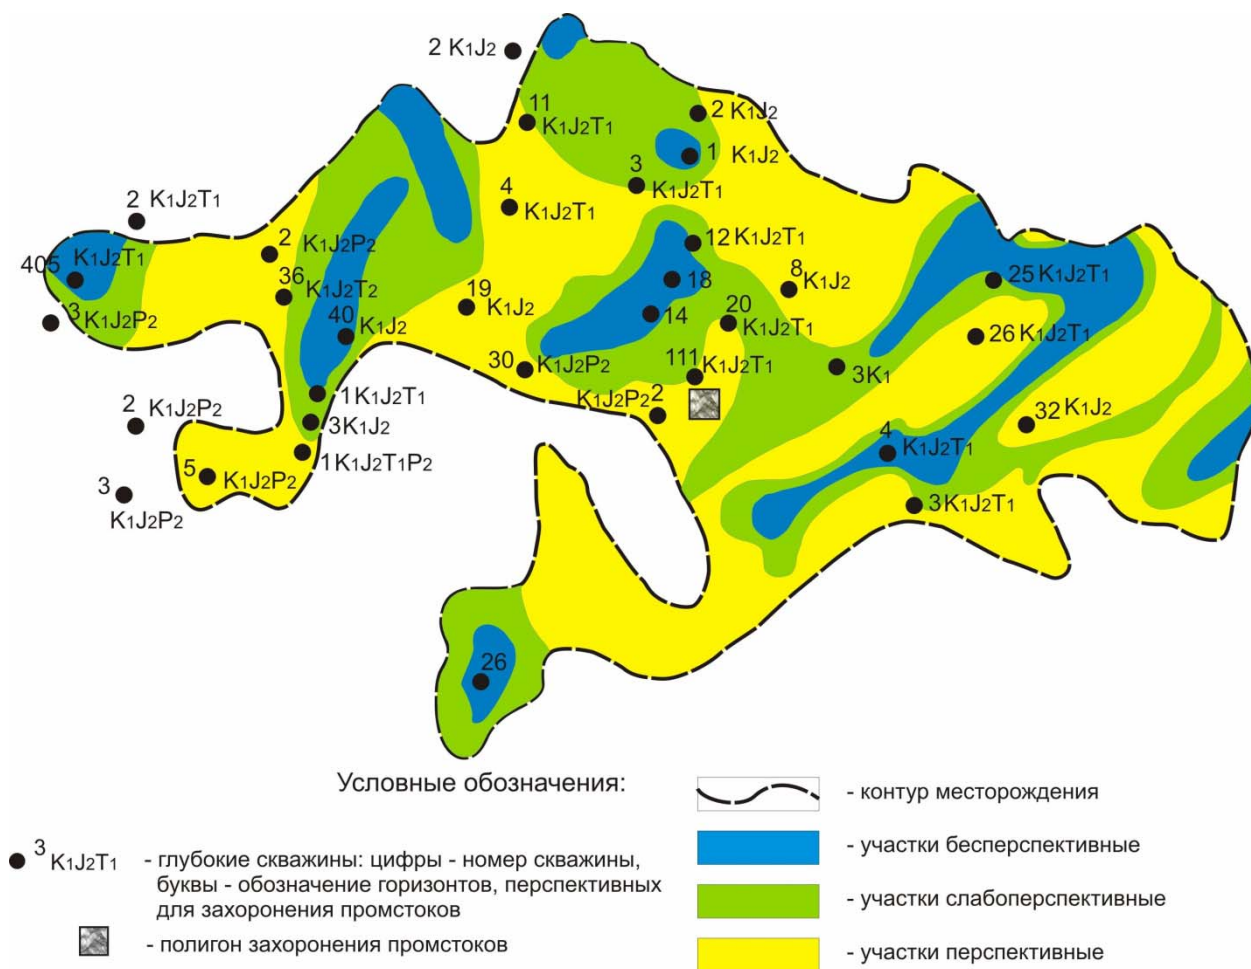 2 K₁J₂
11
K₁J₂T₁
2 K₁J₂
1 K₁J₂
3
K₁J₂T₁
4
K₁J₂T₁
2 K₁J₂T₁
405
K₁J₂T₁
3 K₁J₂P₂
2
K₁J₂P₂
36
K₁J₂T₂
40
K₁J₂
19
K₁J₂
12 K₁J₂T₁
18
14
8
K₁J₂
20
K₁J₂T₁
25 K₁J₂T₁
26 K₁J₂T₁
30
K₁J₂P₂
111
K₁J₂T₁
3K₁
K₁J₂P₂ 2
1 K₁J₂T₁
3 K₁J₂
1 K₁J₂T₁P₂
2
K₁J₂P₂
5
K₁J₂P₂
3
K₁J₂P₂
32 K₁J₂
4
K₁J₂T₁
3 K₁J₂T₁
26
Условные обозначения:
3 K₁J₂T₁
- глубокие скважины: цифры - номер скважины,
буквы - обозначение горизонтов, перспективных
для захоронения промстоков
- полигон захоронения промстоков
- контур месторождения
- участки бесперспективные
- участки слабоперспективные
- участки перспективные